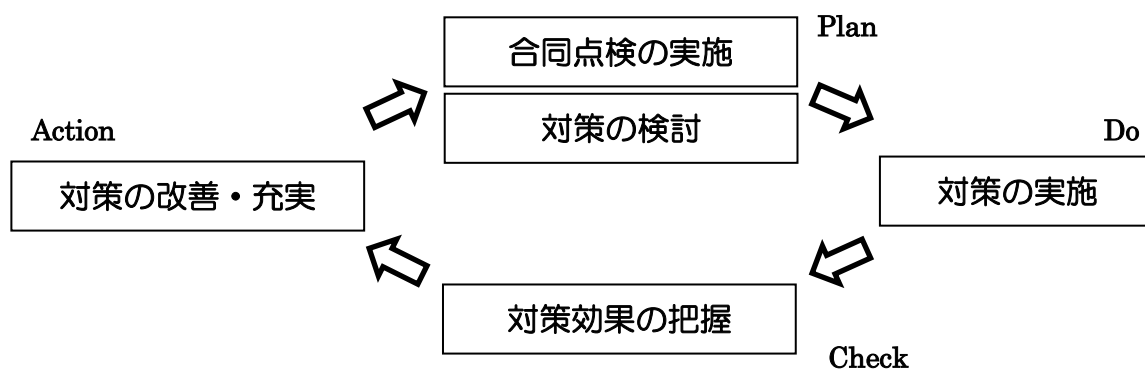 Plan
合同点検の実施
対策の検討
Action
Do
対策の改善・充実
対策の実施
対策効果の把握
Check